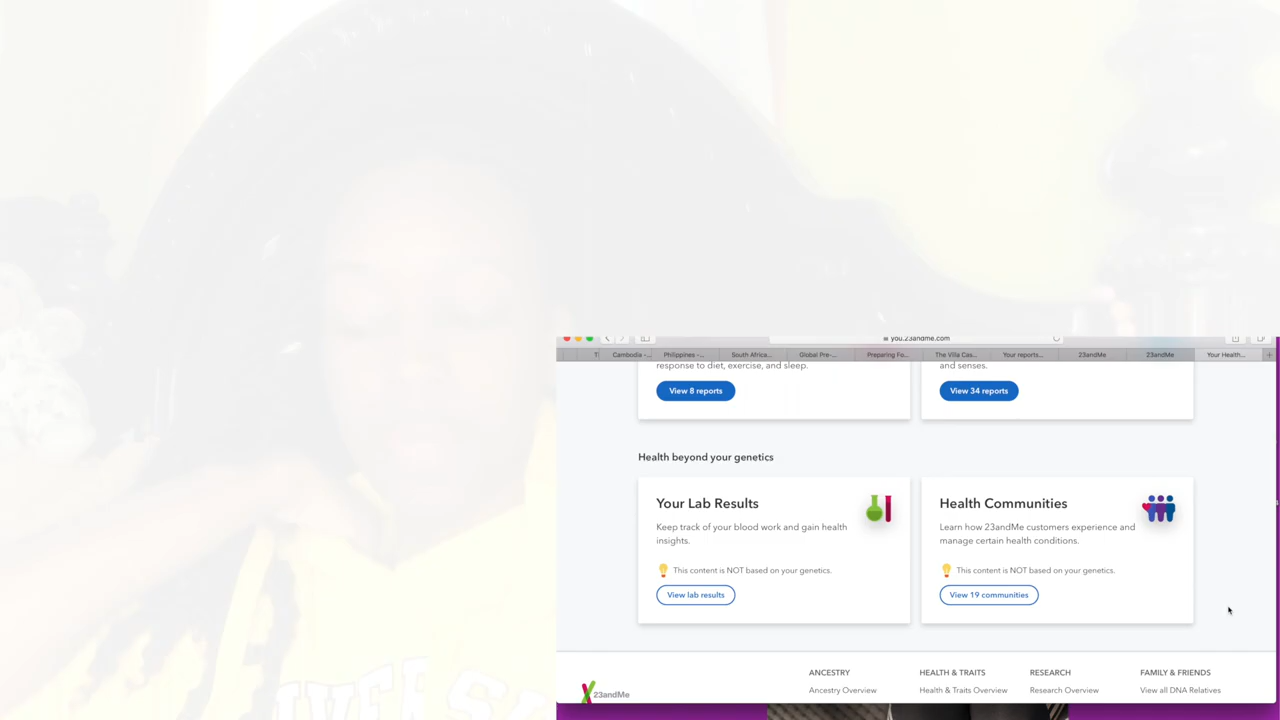 you.23andme.com
Cambodia -... Philippines -... South Africa... Global Pre-... Preparing Fo... The Villa Cas... Your reports... 23andMe 23andMe Your Health...
response to diet, exercise, and sleep.
and senses.
View 8 reports
View 34 reports
Health beyond your genetics
Your Lab Results
Keep track of your blood work and gain health
insights.
This content is NOT based on your genetics.
View lab results
Health Communities
Learn how 23andMe customers experience and
manage certain health conditions.
This content is NOT based on your genetics.
View 19 communities
23andMe
ANCESTRY
Ancestry Overview
HEALTH & TRAITS
Health & Traits Overview
RESEARCH
Research Overview
FAMILY & FRIENDS
View all DNA Relatives